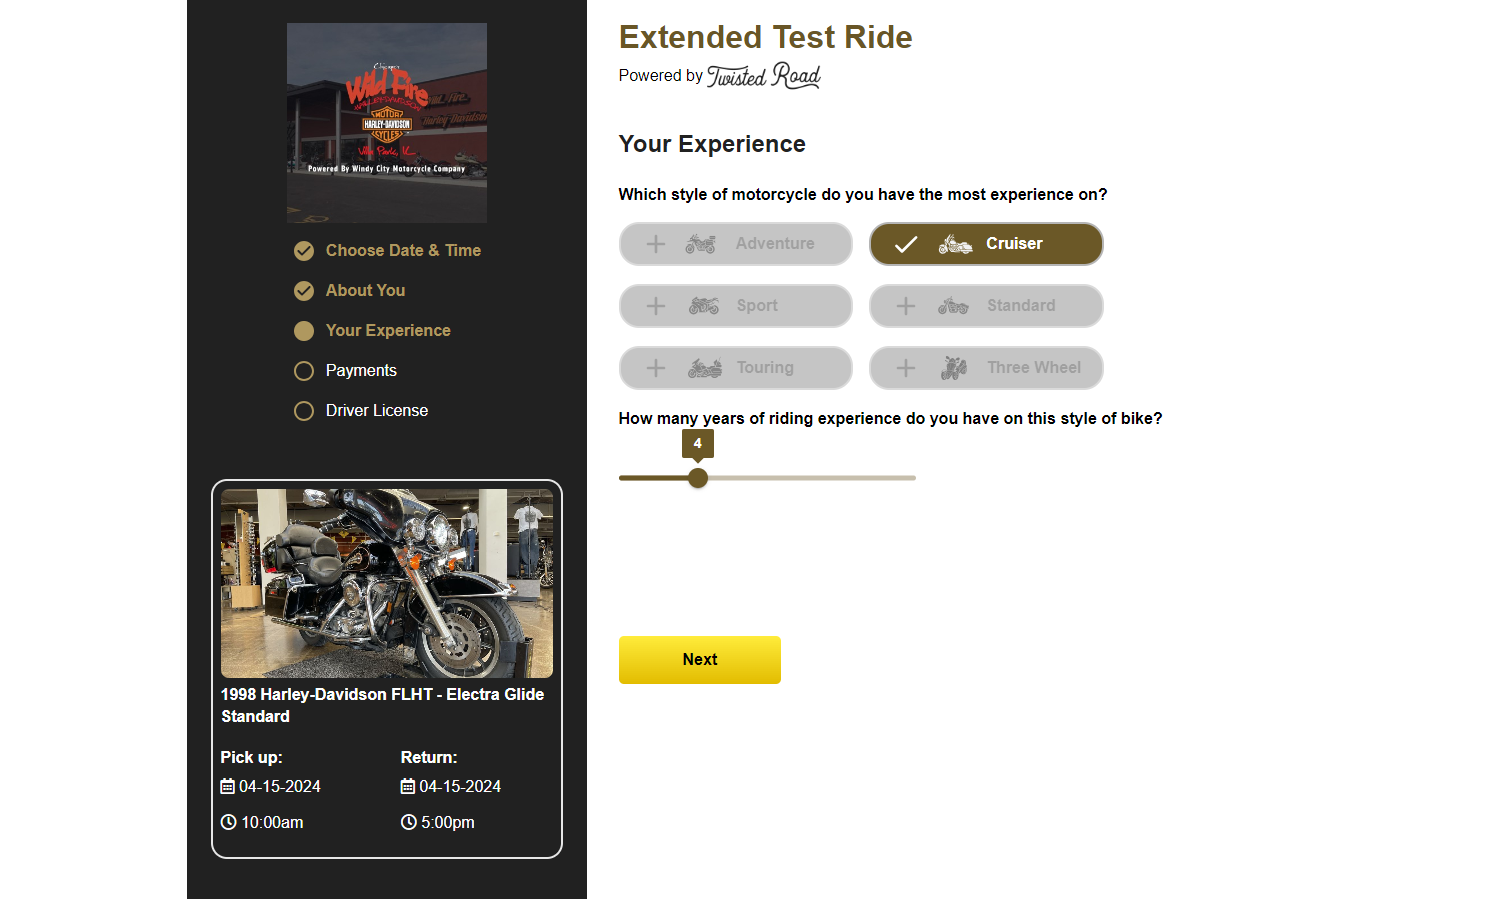 Chicago's
Wild Fire
HARLEY-DAVIDSON
MOTOR
HARLEY-DAVIDSON
CYCLES
Villa Park, IL
Powered By Windy City Motorcycle Company
Wild Fire
Harley-Davidson
Choose Date & Time
About You
Your Experience
Payments
Driver License
1998 Harley-Davidson FLHT - Electra Glide
Standard
Pick up:
Return:
04-15-2024
04-15-2024
10:00am
5:00pm
Extended Test Ride
Powered by Twisted Road
Your Experience
Which style of motorcycle do you have the most experience on?
Adventure
Cruiser
Sport
Standard
Touring
Three Wheel
How many years of riding experience do you have on this style of bike?
4
Next